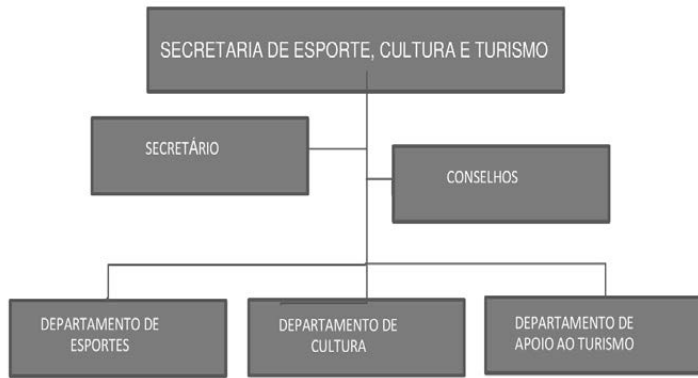 SECRETARIA DE ESPORTE, CULTURA E TURISMO
SECRETÁRIO
CONSELHOS
DEPARTAMENTO DE
ESPORTES
DEPARTAMENTO DE
CULTURA
DEPARTAMENTO DE
APOIO AO TURISMO